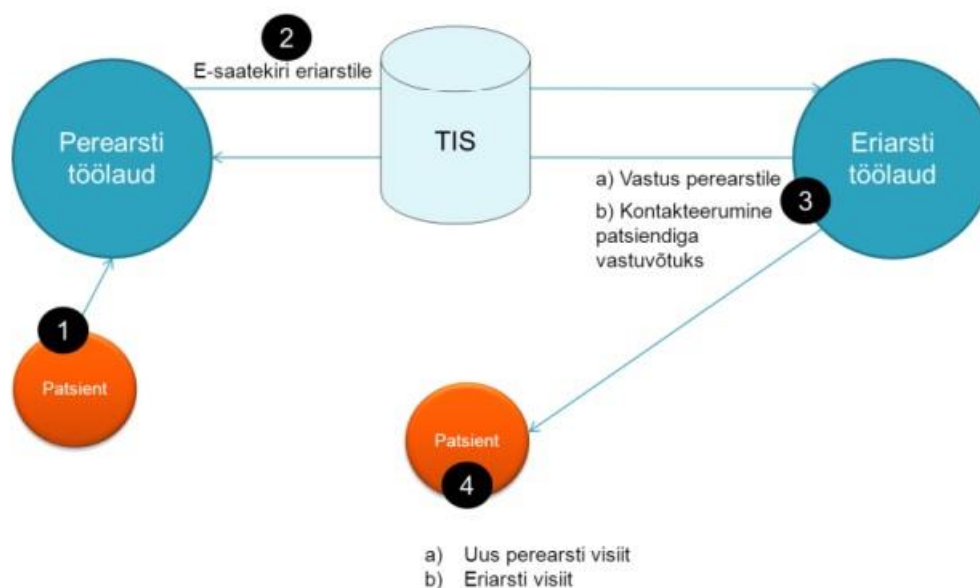 2
E-saatekiri eriarstile
Perearsti
töölaud
TIS
Eriarsti
töölaud
a) Vastus perearstile
b) Kontakteerumine
patsiendiga
vastuvõtuks
3
1
Patsient
Patsient
4
a) Uus perearsti visiit
b) Eriarsti visiit